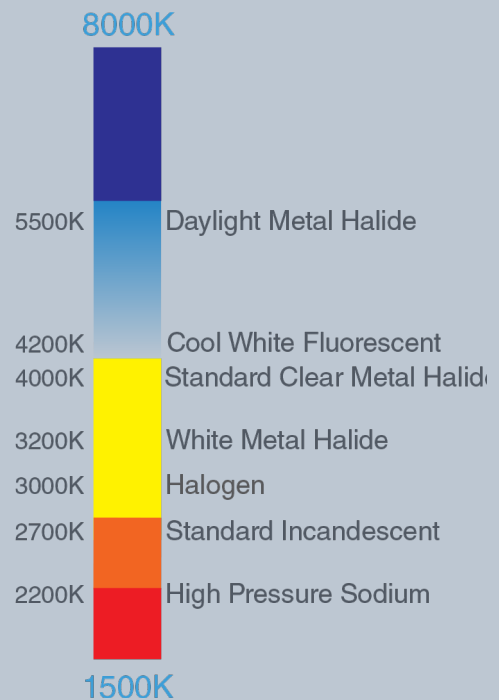 8000K
5500K Daylight Metal Halide
4200K Cool White Fluorescent
4000K Standard Clear Metal Halid
3200K White Metal Halide
3000K Halogen
2700K Standard Incandescent
2200K High Pressure Sodium
1500K